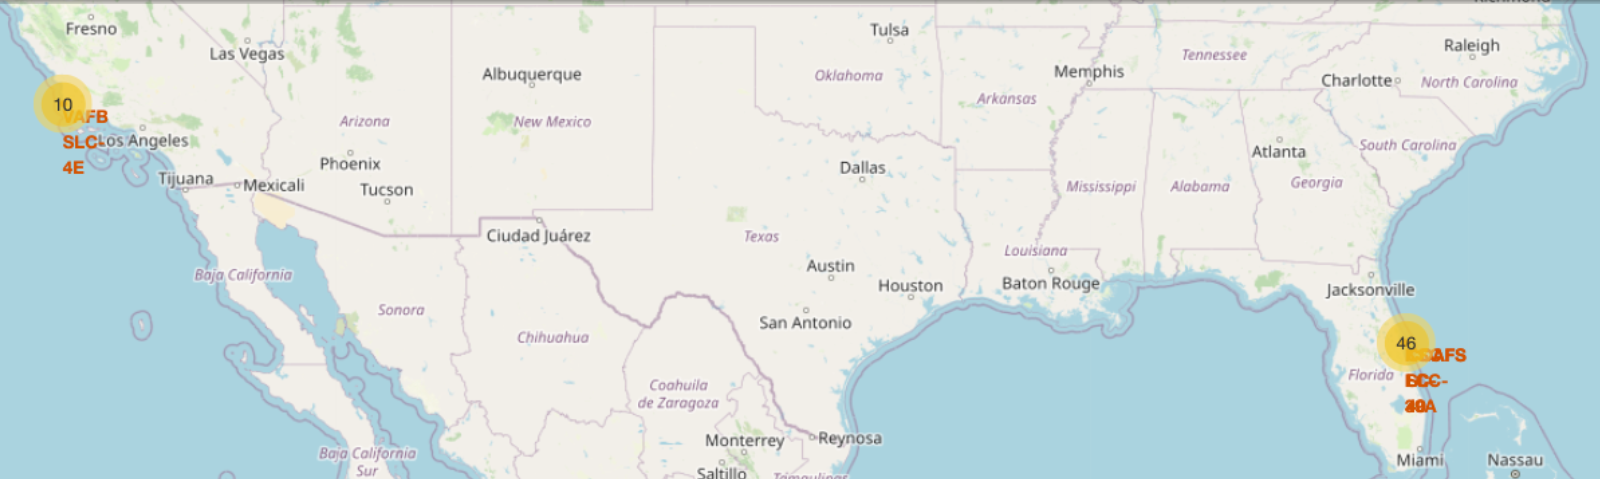 Fresno
Las Vegas
Tulsa
Raleigh
Albuquerque
Memphis
Tennessee
Charlotte
North Carolina
Oklahoma
Arkansas
10
VAFB
SLC-
4E
Los Angeles
Arizona
New Mexico
Phoenix
Dallas
Atlanta
South Carolina
Tijuana
Mexicali
Tucson
Mississippi
Alabama
Georgia
Ciudad Juárez
Texas
Louisiana
Baja California
Austin
Houston
Baton Rouge
Jacksonville
Sonora
Chihuahua
San Antonio
46
Florida
Coahuila
de Zaragoza
Monterrey
Reynosa
Baja California
Sur
Saltillo
Miami
Nassau